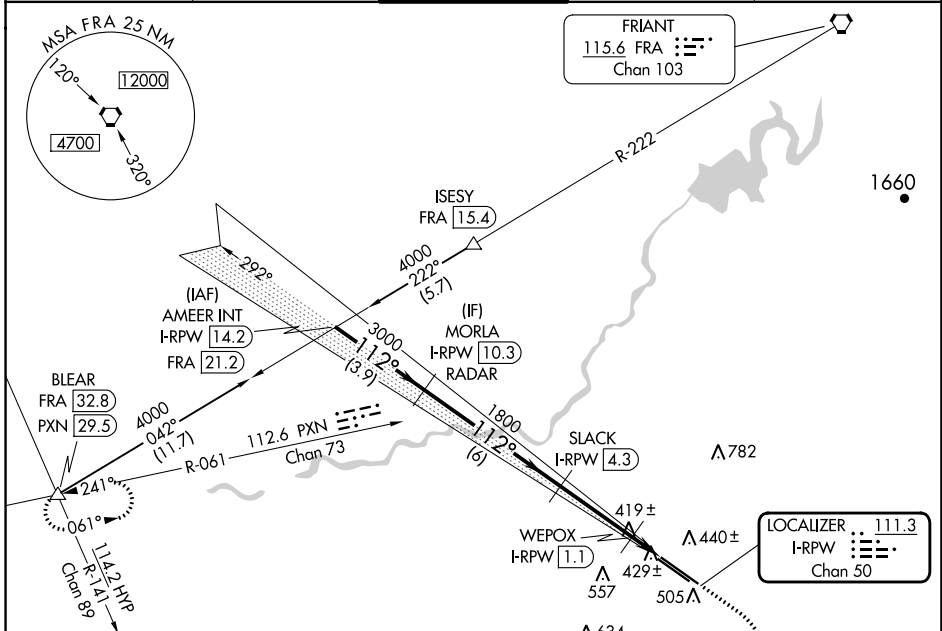 MSA FRA 25 NM
120°
12000
4700
320°
FRIANT
115.6 FRA
Chan 103
R-222
1660
ISESY
FRA 15.4
4000
222°
(5.7)
292°
(IAF)
AMEER INT
I-RPW 14.2
FRA 21.2
3000
112°
(3.9)
(IF)
MORLA
I-RPW 10.3
RADAR
BLEAR
FRA 32.8
PXN 29.5
4000
042°
(11.7)
112.6 PXN
R-061
Chan 73
1800
112°
(6)
SLACK
I-RPW 4.3
782
241°
061°
419±
WEPOX
I-RPW 1.1
440±
429±
557
505
LOCALIZER 111.3
I-RPW
Chan 50
114.2 HYP
R-141
Chan 89
634